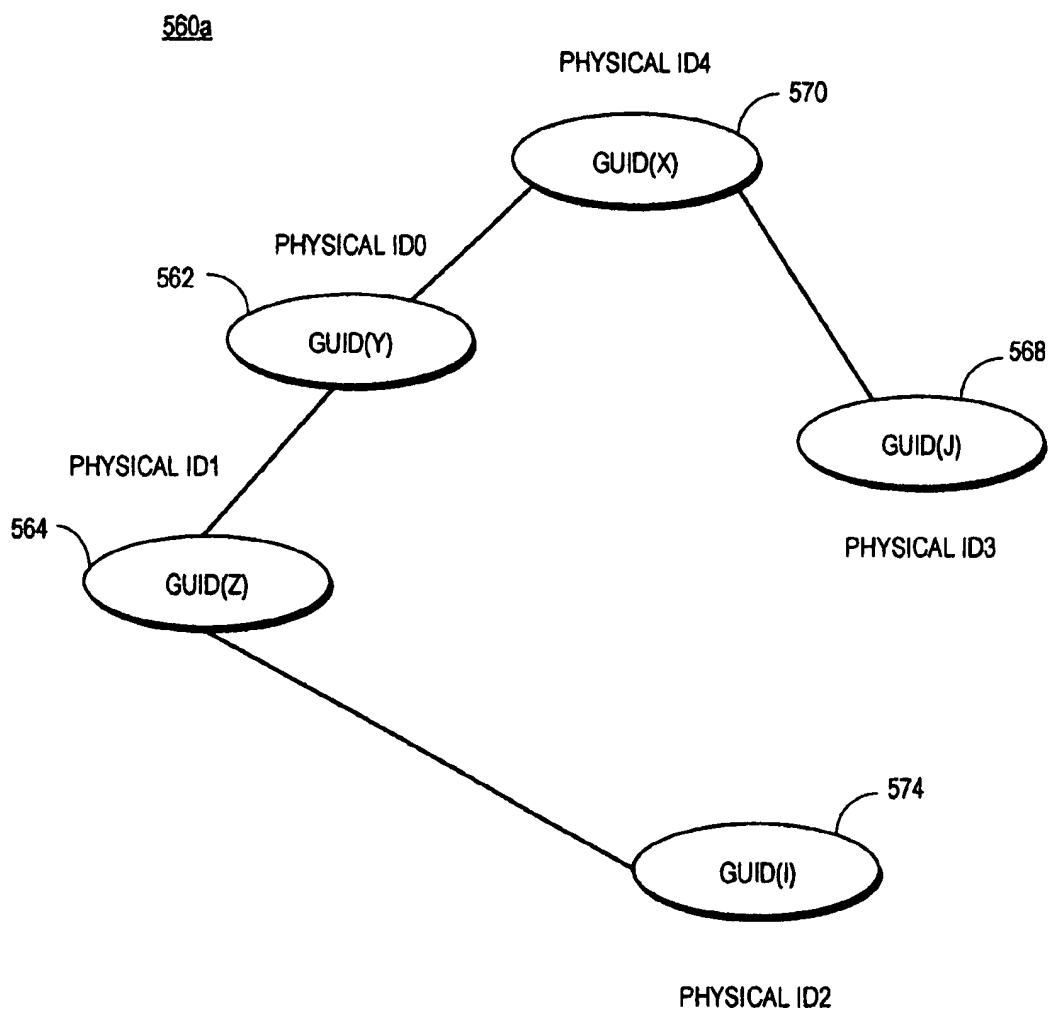 560a
PHYSICAL ID4
570
GUID(X)
PHYSICAL ID0
562
GUID(Y)
568
GUID(J)
PHYSICAL ID1
564
PHYSICAL ID3
GUID(Z)
574
GUID(I)
PHYSICAL ID2